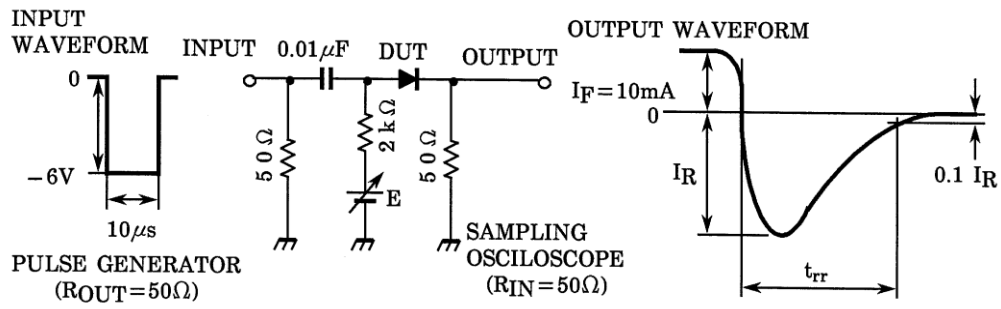 INPUT
WAVEFORM
0
−6V
10μs
PULSE GENERATOR
(ROUT=50Ω)
INPUT
0.01μF
DUT
OUTPUT
50Ω
2kΩ
E
50Ω
SAMPLING
OSCILOSCOPE
(RIN=50Ω)
OUTPUT WAVEFORM
IF=10mA
0
IR
0.1 IR
trr